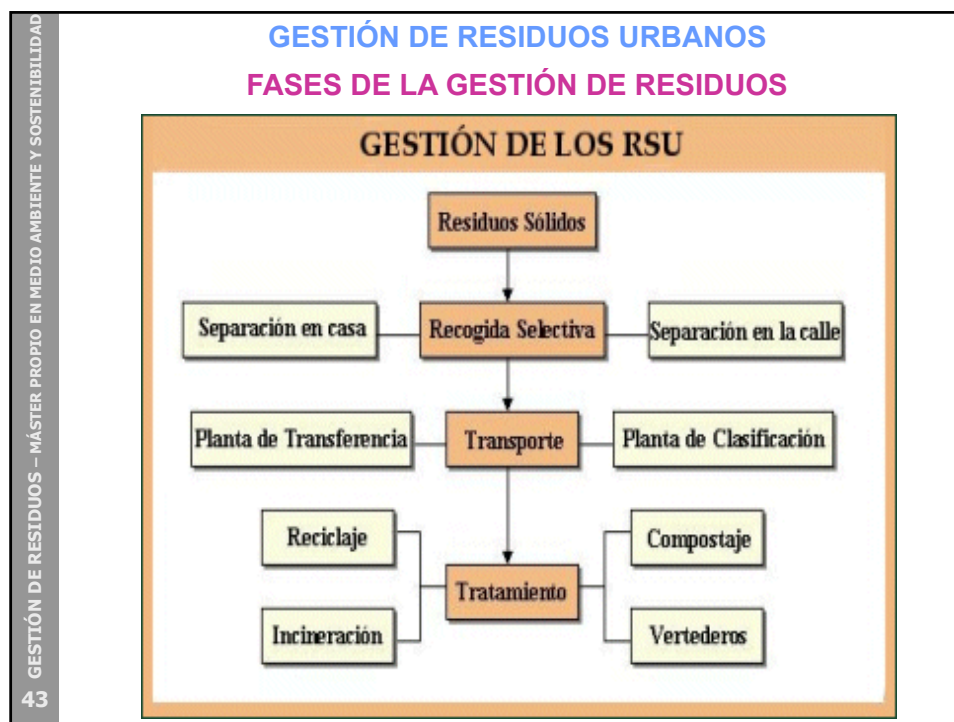 GESTIÓN DE RESIDUOS – MÁSTER PROPIO EN MEDIO AMBIENTE Y SOSTENIBILIDAD
43
GESTIÓN DE RESIDUOS URBANOS
FASES DE LA GESTIÓN DE RESIDUOS
GESTIÓN DE LOS RSU
Residuos Sólidos
Separación en casa
Recogida Selectiva
Separación en la calle
Planta de Transferencia
Transporte
Planta de Clasificación
Reciclaje
Compostaje
Tratamiento
Incineración
Vertederos